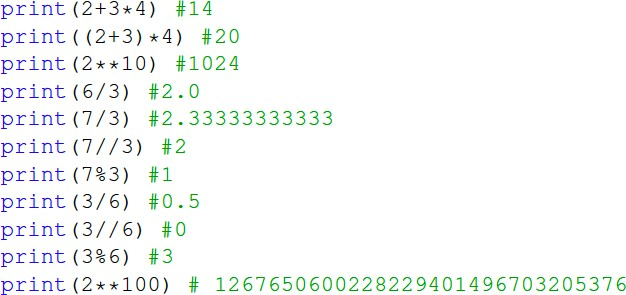 print(2+3*4) #14
print((2+3)*4) #20
print(2**10) #1024
print(6/3) #2.0
print(7/3) #2.33333333333
print(7//3) #2
print(7%3) #1
print(3/6) #0.5
print(3//6) #0
print(3%6) #3
print(2**100) # 1267650600228229401496703205376